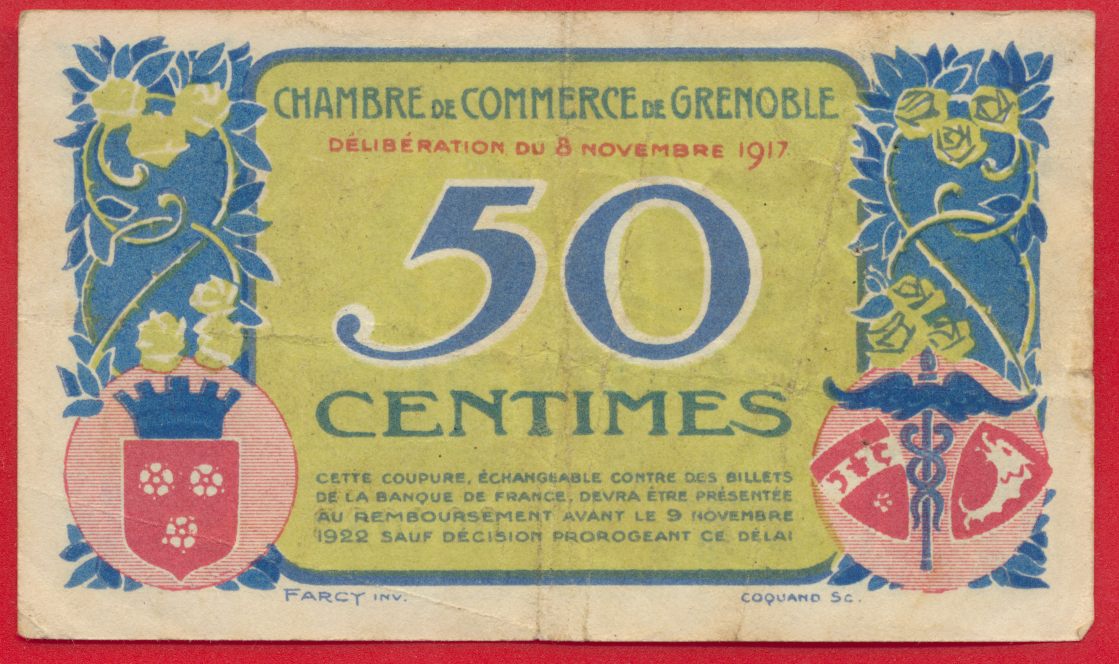 CHAMBRE DE COMMERCE DE GRENOBLE
DÉLIBÉRATION DU 8 NOVEMBRE 1917
50
CENTIMES
CETTE COUPURE, ÉCHANGEABLE CONTRE DES BILLETS
DE LA BANQUE DE FRANCE, DEVRA ÊTRE PRÉSENTÉE
AU REMBOURSEMENT AVANT LE 9 NOVEMBRE
1922 SAUF DÉCISION PROROGEANT CE DÉLAI
FARCY INV.
COQUAND SC.